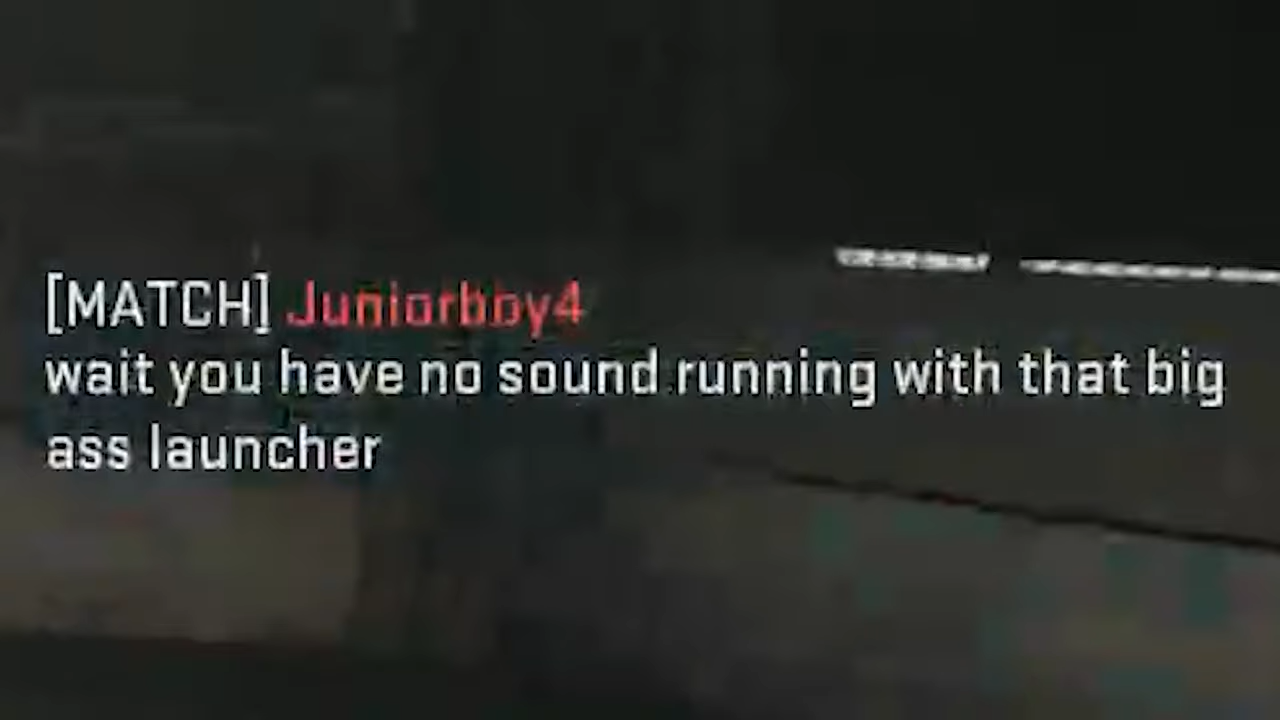 [MATCH] Juniorbby4
wait you have no sound running with that big
ass launcher